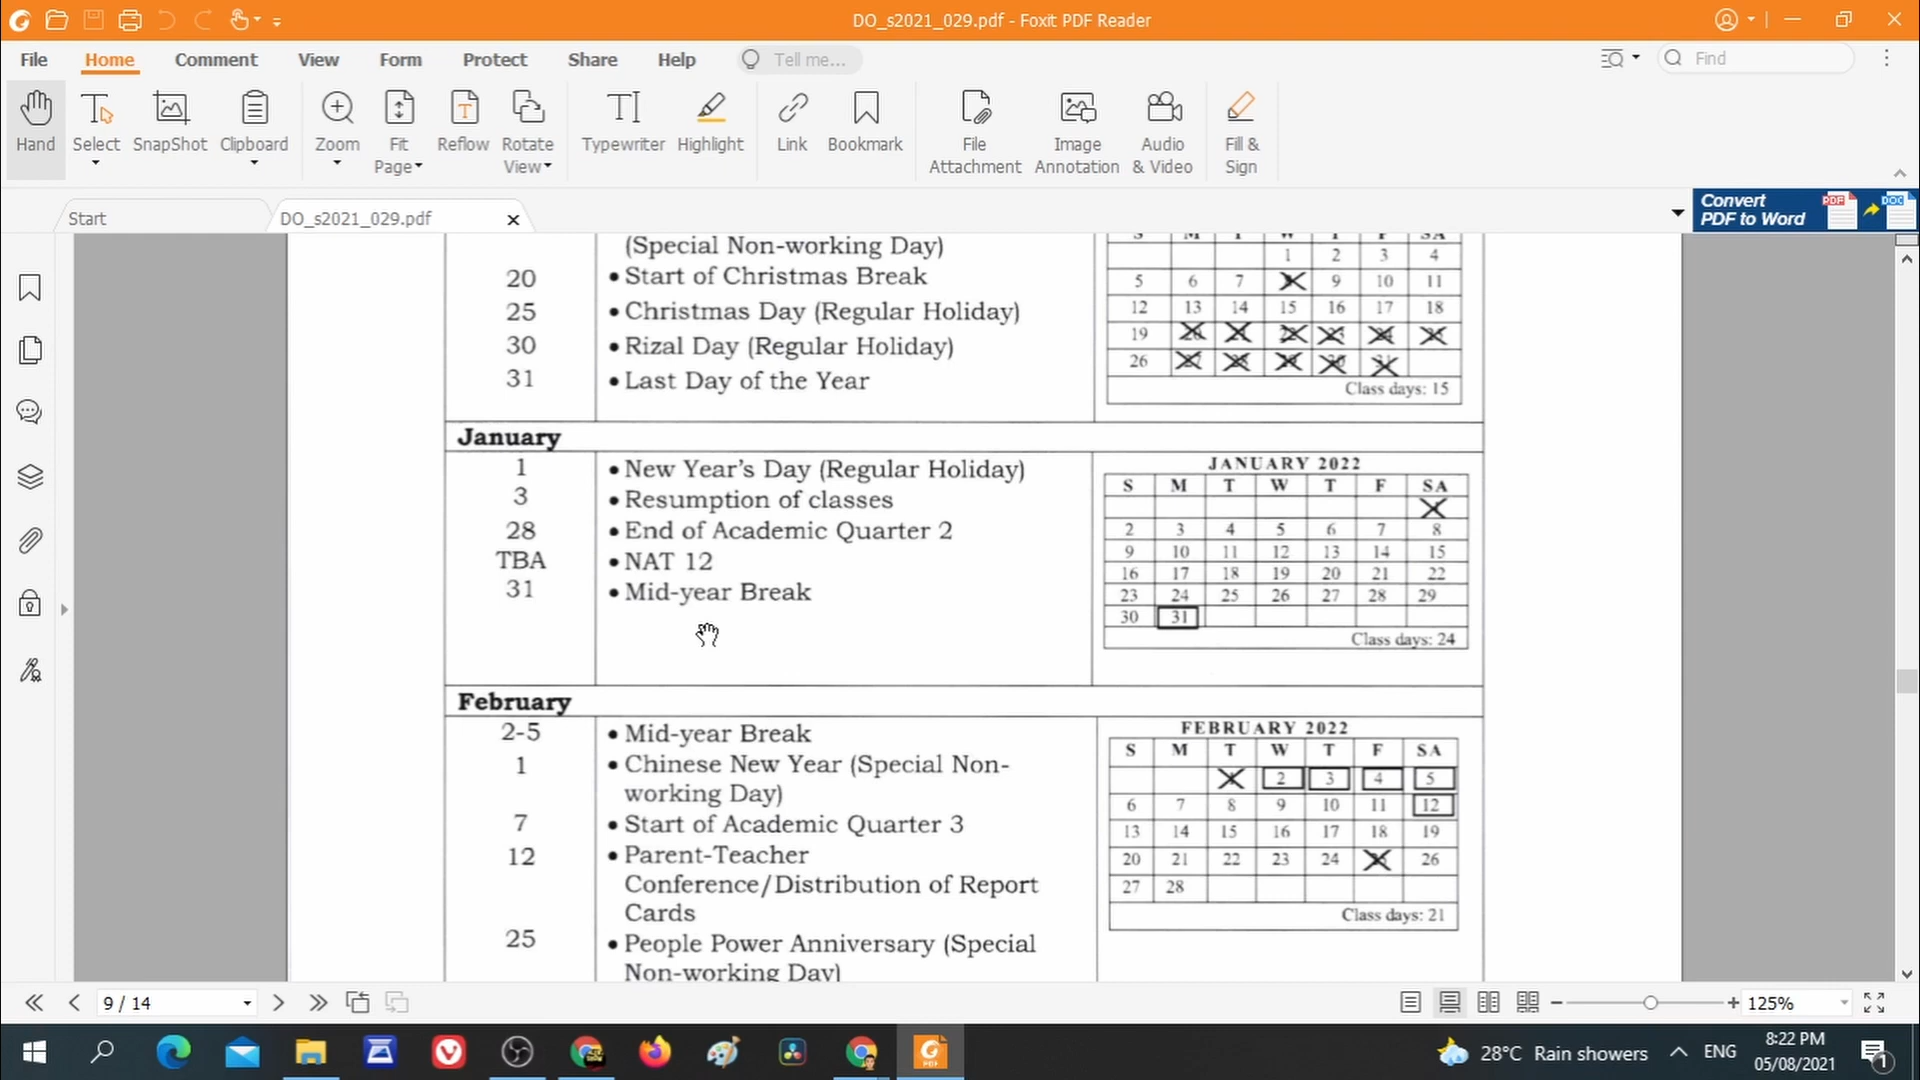 DO_s2021_029.pdf - Foxit PDF Reader
File Home Comment View Form Protect Share Help Tell me... Find
Hand Select SnapShot Clipboard Zoom Fit Page Reflow Rotate View Typewriter Highlight Link Bookmark File Attachment Image Annotation Audio & Video Fill & Sign
Start DO_s2021_029.pdf
Convert PDF to Word PDF DOC
(Special Non-working Day)
20 • Start of Christmas Break
25 • Christmas Day (Regular Holiday)
30 • Rizal Day (Regular Holiday)
31 • Last Day of the Year
S M T W T F SA
1 2 3 4
5 6 7 9 10 11
12 13 14 15 16 17 18
19
26
Class days: 15
January
1 • New Year's Day (Regular Holiday)
3 • Resumption of classes
28 • End of Academic Quarter 2
TBA • NAT 12
31 • Mid-year Break
JANUARY 2022
S M T W T F SA
2 3 4 5 6 7 8
9 10 11 12 13 14 15
16 17 18 19 20 21 22
23 24 25 26 27 28 29
30 31
Class days: 24
February
2-5 • Mid-year Break
1 • Chinese New Year (Special Non-
working Day)
7 • Start of Academic Quarter 3
12 • Parent-Teacher
Conference/Distribution of Report
Cards
25 • People Power Anniversary (Special
Non-working Day)
FEBRUARY 2022
S M T W T F SA
2 3 4 5
6 7 8 9 10 11 12
13 14 15 16 17 18 19
20 21 22 23 24 26
27 28
Class days: 21
9 / 14 125%
28°C Rain showers ENG 8:22 PM
05/08/2021 1